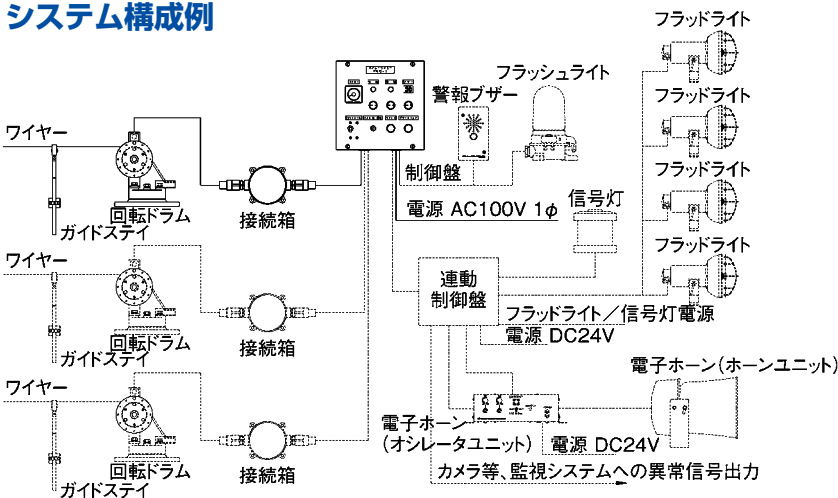 システム構成例
フラッドライト
フラッシュライト
警報ブザー
フラッドライト
ワイヤー
制御盤
フラッドライト
信号灯
電源 AC100V 1φ
回転ドラム
接続箱
ガイドステイ
フラッドライト
ワイヤー
連動
制御盤
フラッドライト/信号灯電源
電源 DC24V
回転ドラム
接続箱
ガイドステイ
電子ホーン(ホーンユニット)
ワイヤー
電子ホーン
(オシレータユニット)
電源 DC24V
回転ドラム
接続箱
カメラ等、監視システムへの異常信号出力
ガイドステイ